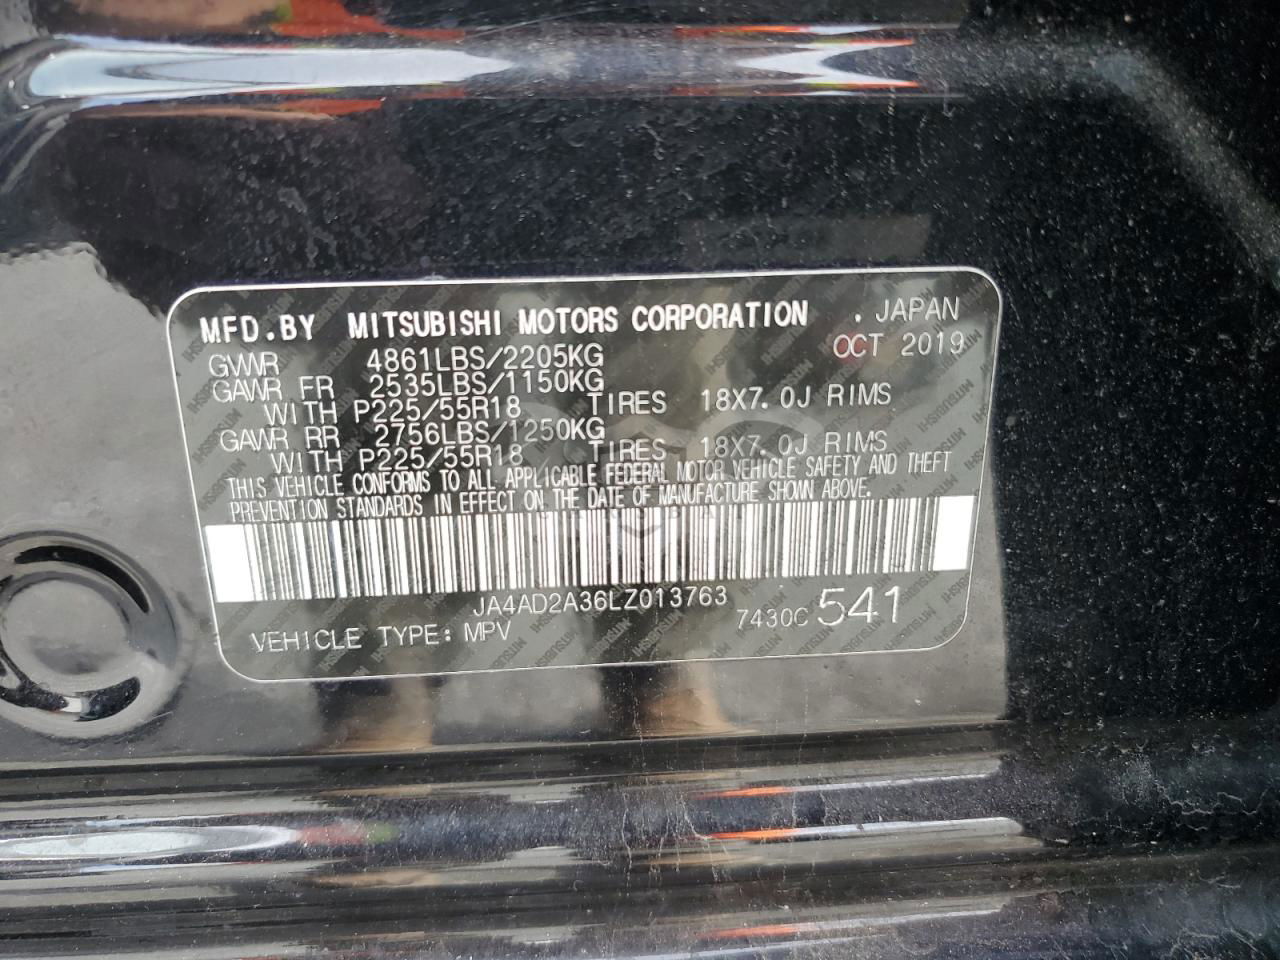 MFD.BY MITSUBISHI MOTORS CORPORATION . JAPAN
GVWR 4861LBS/2205KG OCT 2019
GAWR FR 2535LBS/1150KG
WITH P225/55R18 TIRES 18X7.0J RIMS
GAWR RR 2756LBS/1250KG
WITH P225/55R18 TIRES 18X7.0J RIMS
THIS VEHICLE CONFORMS TO ALL APPLICABLE FEDERAL MOTOR VEHICLE SAFETY AND THEFT
PREVENTION STANDARDS IN EFFECT ON THE DATE OF MANUFACTURE SHOWN ABOVE.
JA4AD2A36LZ013763
VEHICLE TYPE: MPV 7430C 541